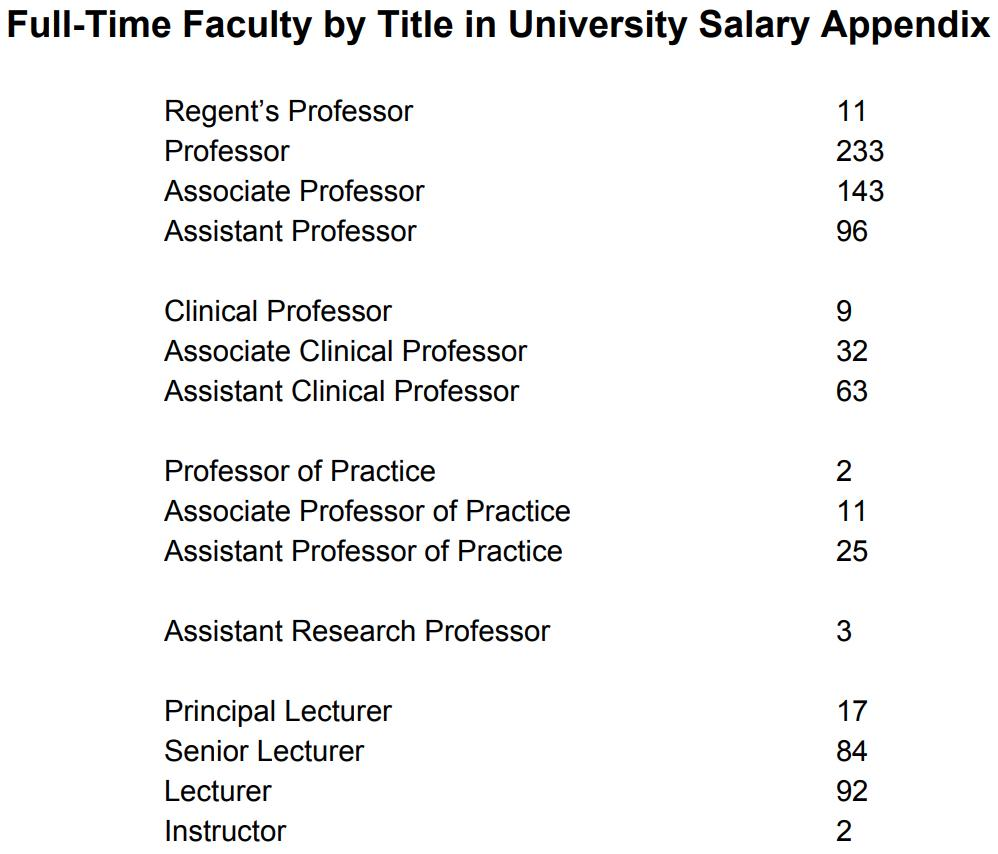 Full-Time Faculty by Title in University Salary Appendix
Regent’s Professor 11
Professor 233
Associate Professor 143
Assistant Professor 96
Clinical Professor 9
Associate Clinical Professor 32
Assistant Clinical Professor 63
Professor of Practice 2
Associate Professor of Practice 11
Assistant Professor of Practice 25
Assistant Research Professor 3
Principal Lecturer 17
Senior Lecturer 84
Lecturer 92
Instructor 2